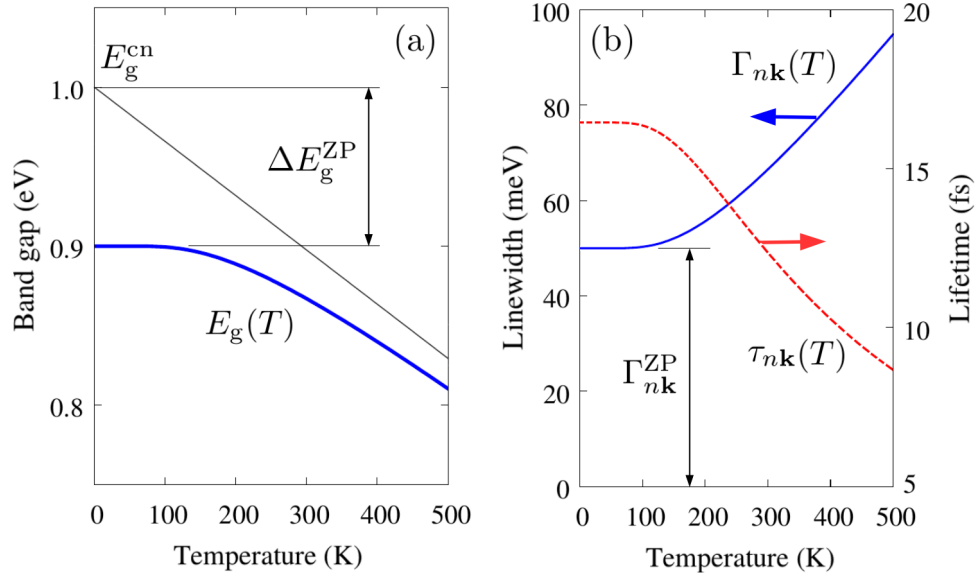 (a)
E_g^cn
1.0
ΔE_g^ZP
0.9
E_g(T)
0.8
Band gap (eV)
0 100 200 300 400 500
Temperature (K)
(b)
100
80
60
40
20
0
Linewidth (meV)
Γ_nk(T)
Γ_nk^ZP
τ_nk(T)
20
15
10
5
Lifetime (fs)
0 100 200 300 400 500
Temperature (K)